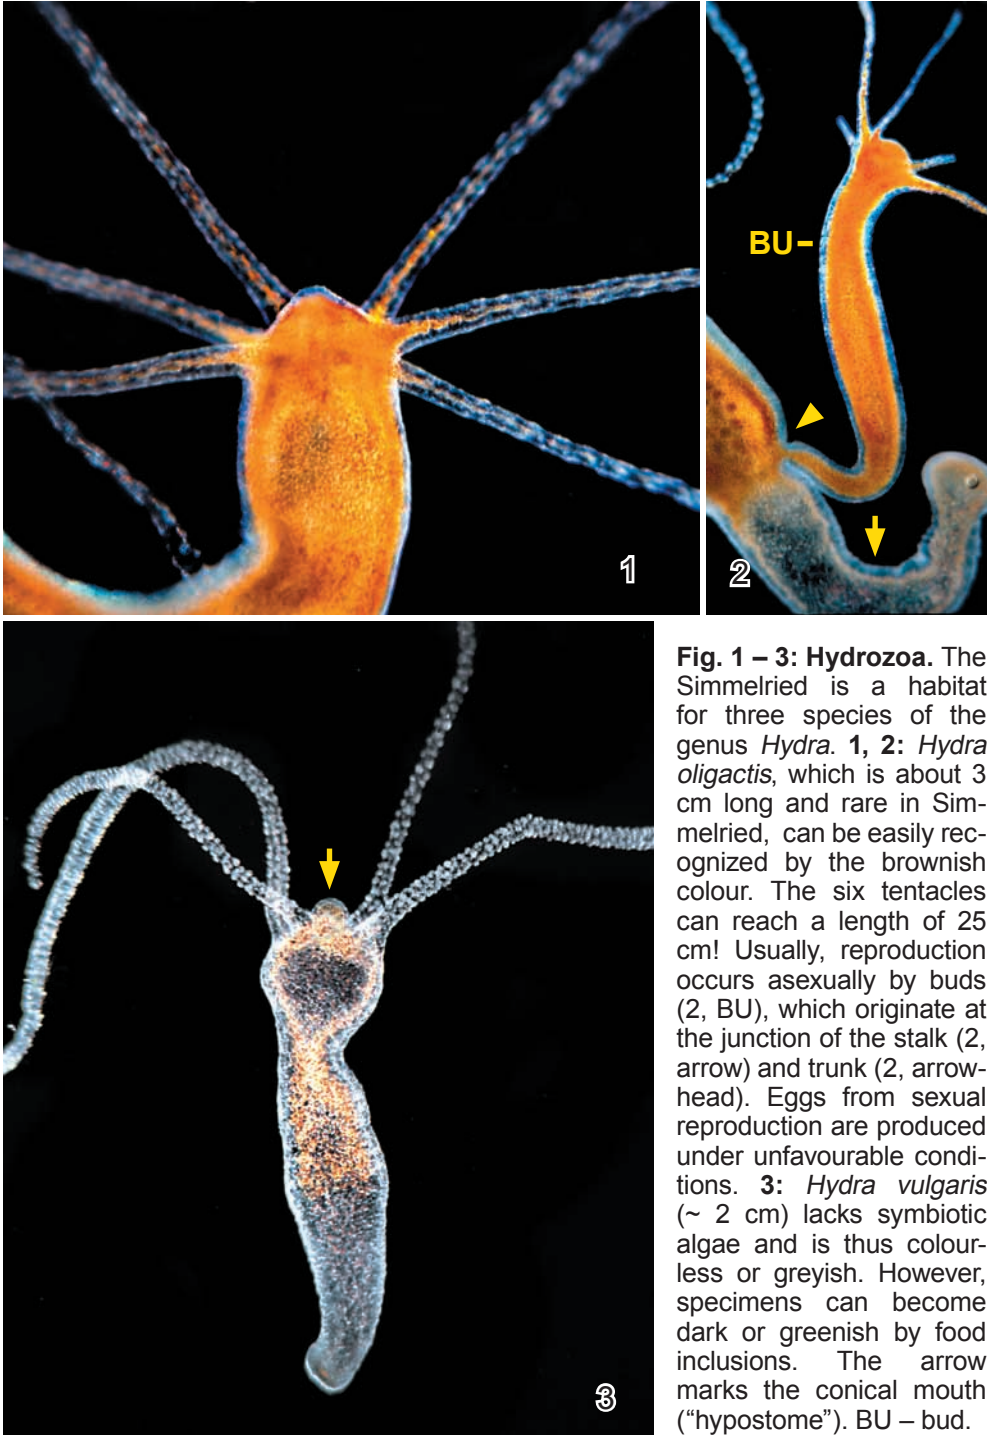 BU
1
2
3
Fig. 1 – 3: Hydrozoa. The
Simmelried is a habitat
for three species of the
genus Hydra. 1, 2: Hydra
oligactis, which is about 3
cm long and rare in Sim-
melried, can be easily rec-
ognized by the brownish
colour. The six tentacles
can reach a length of 25
cm! Usually, reproduction
occurs asexually by buds
(2, BU), which originate at
the junction of the stalk (2,
arrow) and trunk (2, arrow-
head). Eggs from sexual
reproduction are produced
under unfavourable condi-
tions. 3: Hydra vulgaris
(~ 2 cm) lacks symbiotic
algae and is thus colour-
less or greyish. However,
specimens can become
dark or greenish by food
inclusions. The arrow
marks the conical mouth
(“hypostome”). BU – bud.